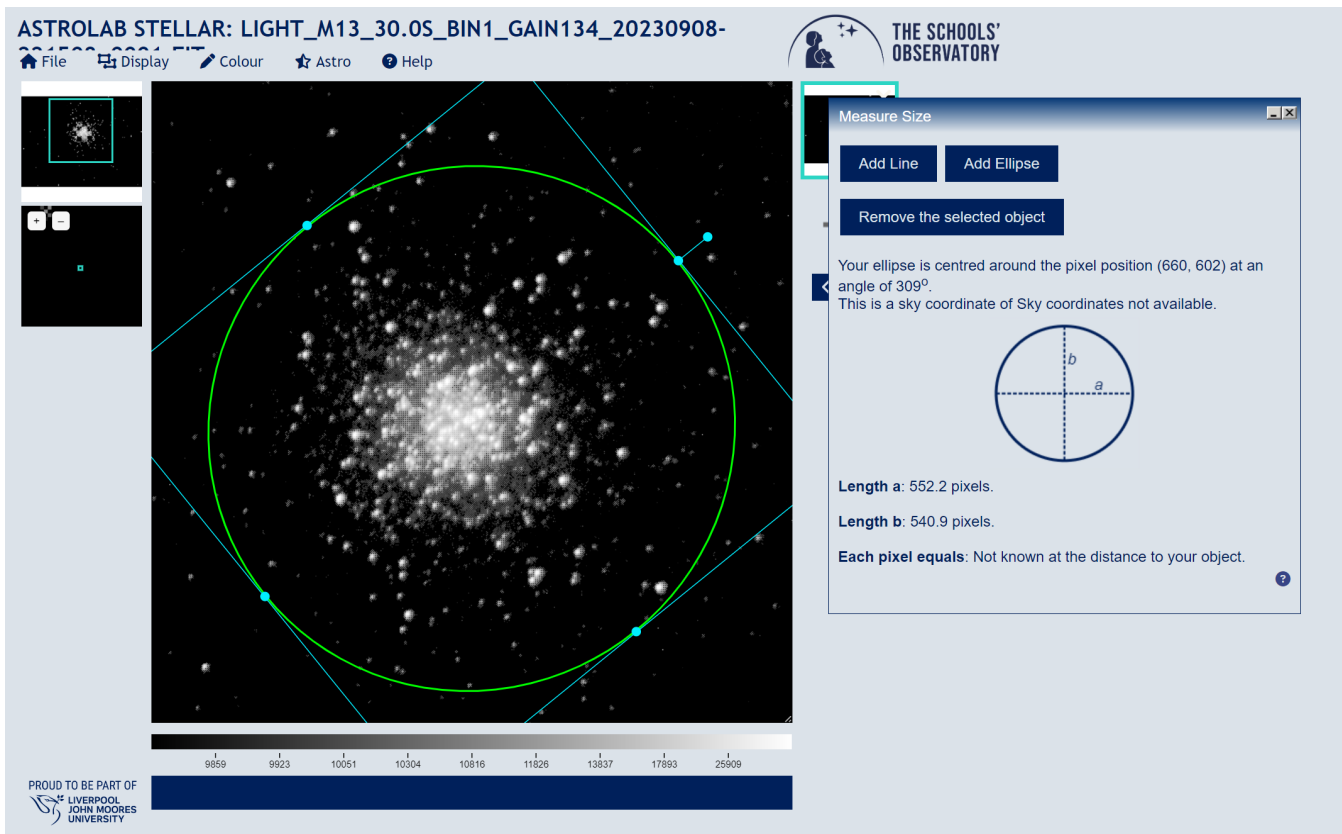 ASTROLAB STELLAR: LIGHT_M13_30.0S_BIN1_GAIN134_20230908-
File Display Colour Astro Help
THE SCHOOLS'
OBSERVATORY
+ −
Measure Size
Add Line Add Ellipse
Remove the selected object
Your ellipse is centred around the pixel position (660, 602) at an
angle of 309⁰.
This is a sky coordinate of Sky coordinates not available.
b
a
Length a: 552.2 pixels.
Length b: 540.9 pixels.
Each pixel equals: Not known at the distance to your object.
?
9859 9923 10051 10304 10816 11826 13837 17893 25909
PROUD TO BE PART OF
LIVERPOOL
JOHN MOORES
UNIVERSITY